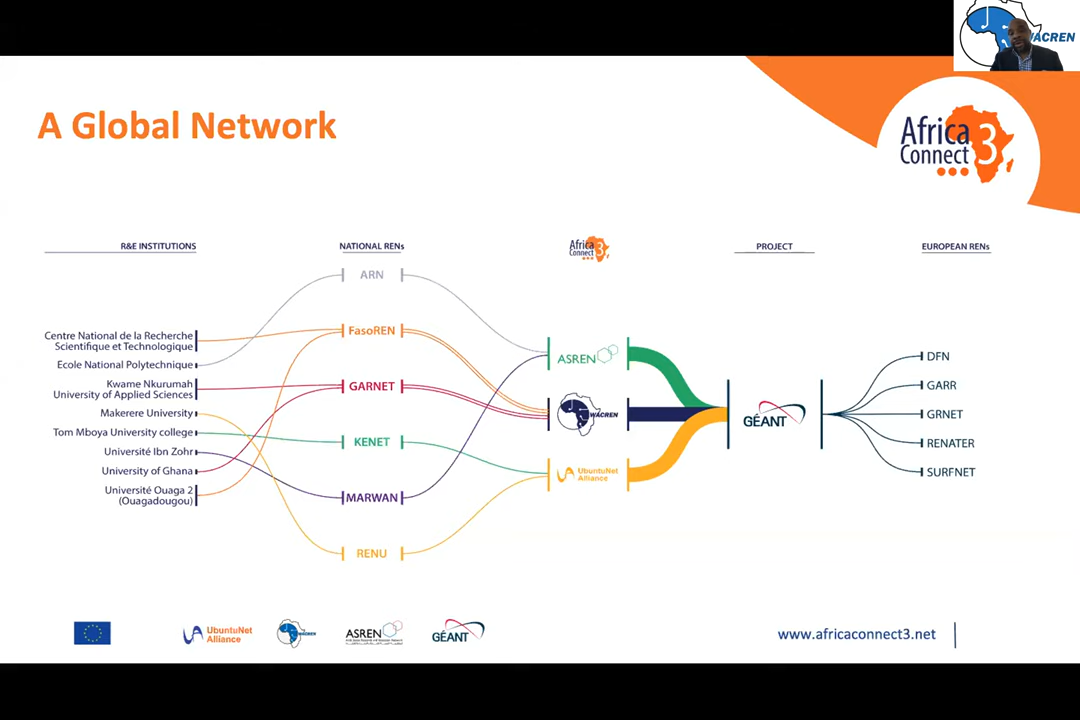 WACREN
A Global Network
Africa
Connect 3
R&E INSTITUTIONS
NATIONAL RENs
Africa
Connect 3
PROJECT
EUROPEAN RENs
Centre National de la Recherche
Scientifique et Technologique
Ecole National Polytechnique
Kwame Nkurumah
University of Applied Sciences
Makerere University
Tom Mboya University college
Université Ibn Zohr
University of Ghana
Université Ouaga 2
(Ouagadougou)
ARN
FasoREN
GARNET
KENET
MARWAN
RENU
ASREN
WACREN
UbuntuNet
Alliance
GÉANT
DFN
GARR
GRNET
RENATER
SURFNET
UbuntuNet
Alliance
WACREN
ASREN
GÉANT
www.africaconnect3.net